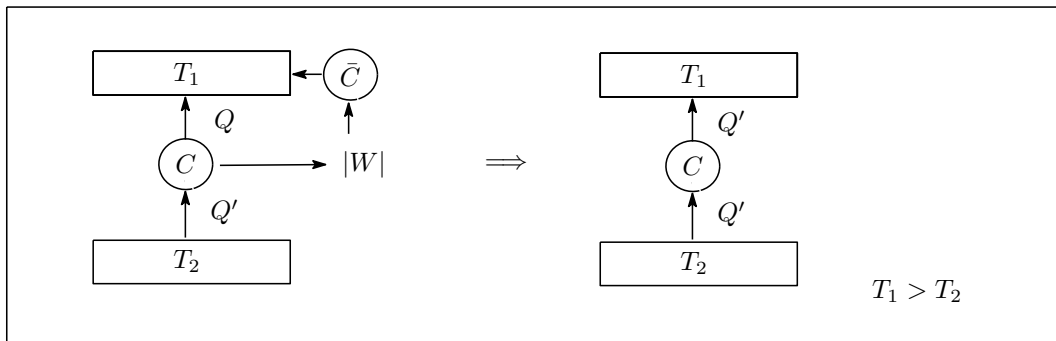 T₁ C̄ T₁
Q Q′
C |W| ⟹ C
Q′ Q′
T₂ T₂
T₁ > T₂